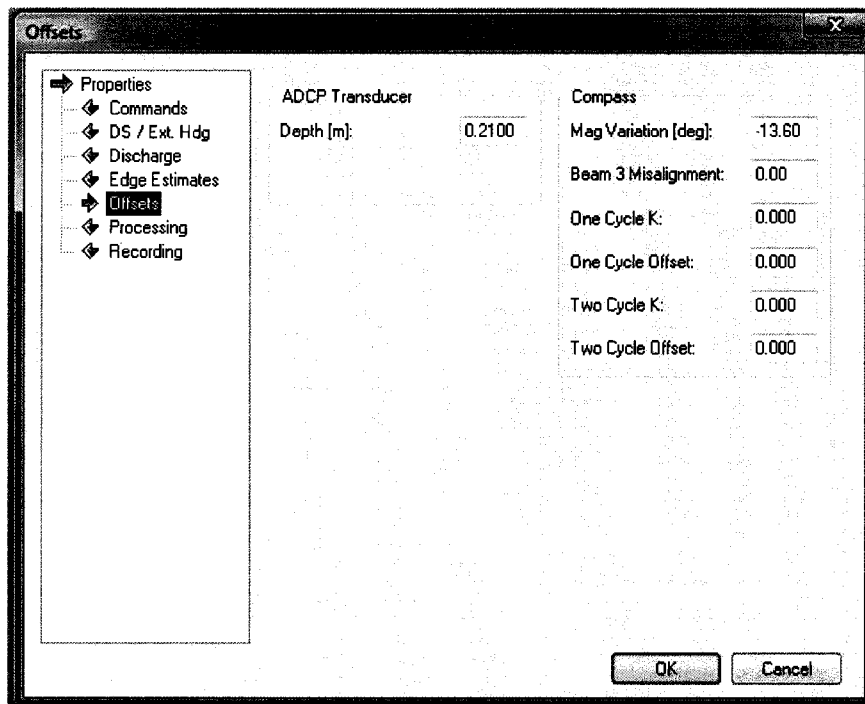 Offsets
Properties
Commands
DS / Ext. Hdg
Discharge
Edge Estimates
Offsets
Processing
Recording
ADCP Transducer
Depth [m]: 0.2100
Compass
Mag Variation [deg]: -13.60
Beam 3 Misalignment: 0.00
One Cycle K: 0.000
One Cycle Offset: 0.000
Two Cycle K: 0.000
Two Cycle Offset: 0.000
OK Cancel